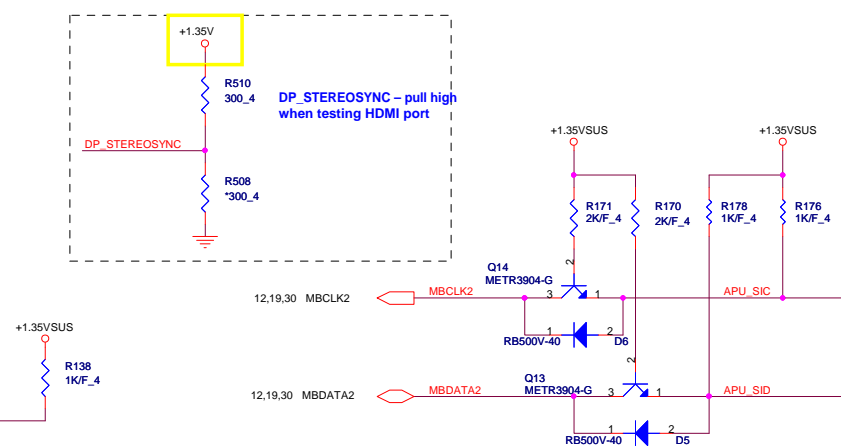 +1.35V
R510
300_4
DP_STEREOSYNC – pull high
when testing HDMI port
DP_STEREOSYNC
R508
*300_4
+1.35VSUS
+1.35VSUS
R171
2K/F_4
R170
2K/F_4
R178
1K/F_4
R176
1K/F_4
2
Q14
METR3904-G
12,19,30 MBCLK2
MBCLK2
3
1
APU_SIC
1
2
RB500V-40
D6
+1.35VSUS
R138
1K/F_4
2
Q13
METR3904-G
12,19,30 MBDATA2
MBDATA2
3
1
APU_SID
1
2
RB500V-40
D5